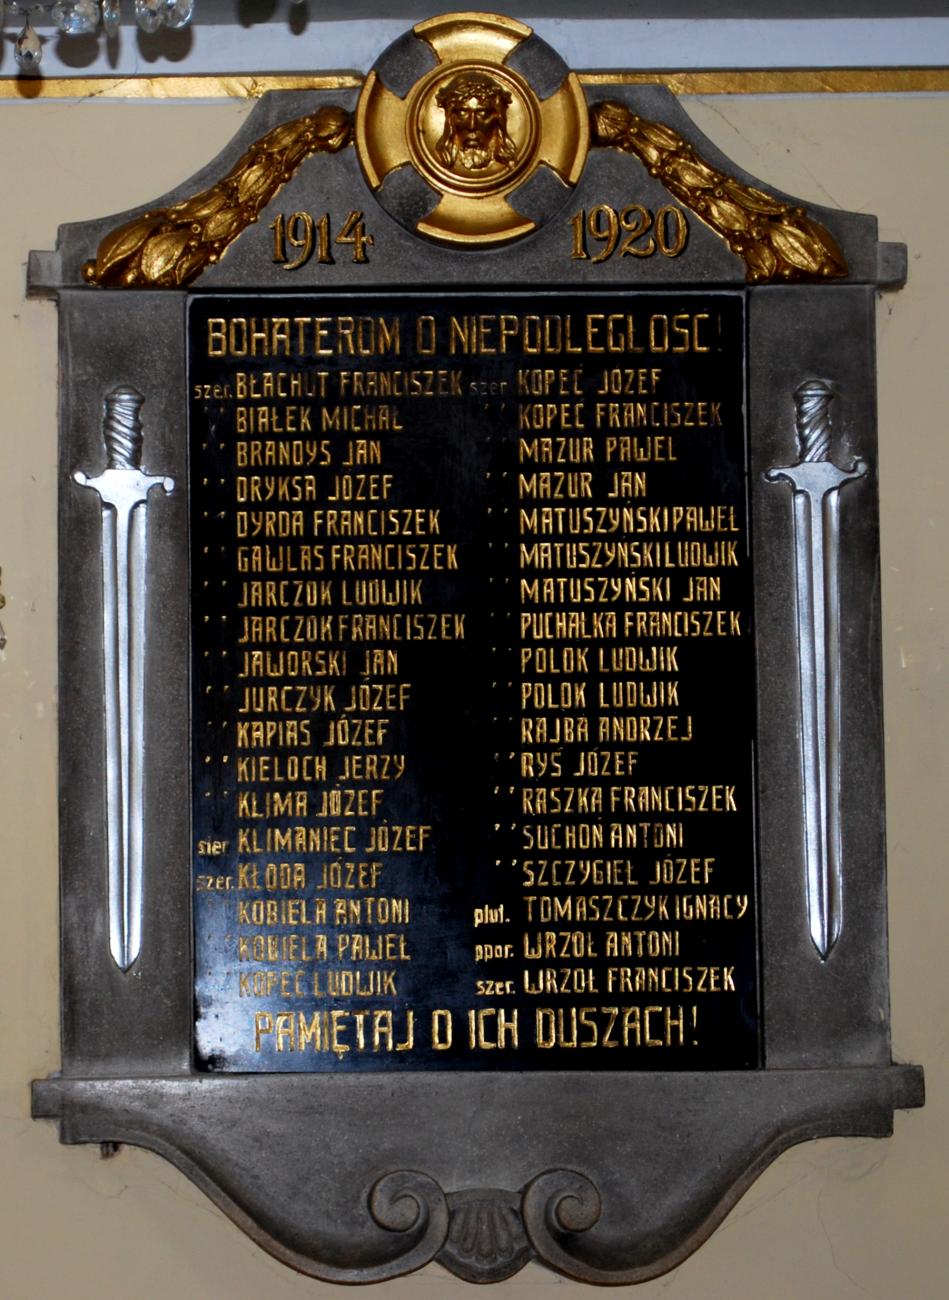 1914 1920
BOHATEROM O NIEPODLEGŁOŚĆ!
szer. BŁACHUT FRANCISZEK
" BIAŁEK MICHAŁ
" BRANDYS JAN
" DRYKSA JÓZEF
" DYRDA FRANCISZEK
" GAWLAS FRANCISZEK
" JARCZOK LUDWIK
" JARCZOK FRANCISZEK
" JAWORSKI JAN
" JURCZYK JÓZEF
" KAPIAS JÓZEF
" KIELOCH JERZY
" KLIMA JÓZEF
sier KLIMANIEC JÓZEF
szer. KŁODA JÓZEF
" KOBIELA ANTONI
" KOBIELA PAWEŁ
" KOPEĆ LUDWIK
szer KOPEĆ JÓZEF
" KOPEĆ FRANCISZEK
" MAZUR PAWEŁ
" MAZUR JAN
" MATUSZYŃSKI PAWEŁ
" MATUSZYŃSKI LUDWIK
" MATUSZYŃSKI JAN
" PUCHAŁKA FRANCISZEK
" POLOK LUDWIK
" POLOK LUDWIK
" RAJBA ANDRZEJ
" RYŚ JÓZEF
" RASZKA FRANCISZEK
" SUCHOŃ ANTONI
" SZCZYGIEŁ JÓZEF
plut. TOMASZCZYK IGNACY
ppor. WRZOŁ ANTONI
szer. WRZOŁ FRANCISZEK
PAMIĘTAJ O ICH DUSZACH!